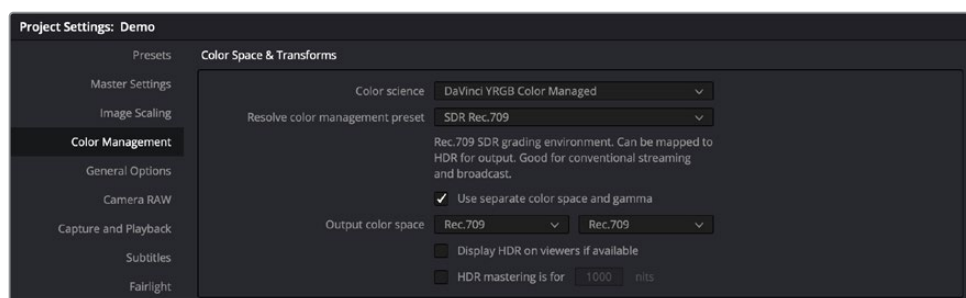 Project Settings: Demo
Presets
Master Settings
Image Scaling
Color Management
General Options
Camera RAW
Capture and Playback
Subtitles
Fairlight
Color Space & Transforms
Color science DaVinci YRGB Color Managed
Resolve color management preset SDR Rec.709
Rec.709 SDR grading environment. Can be mapped to
HDR for output. Good for conventional streaming
and broadcast.
Use separate color space and gamma
Output color space Rec.709 Rec.709
Display HDR on viewers if available
HDR mastering is for 1000 nits